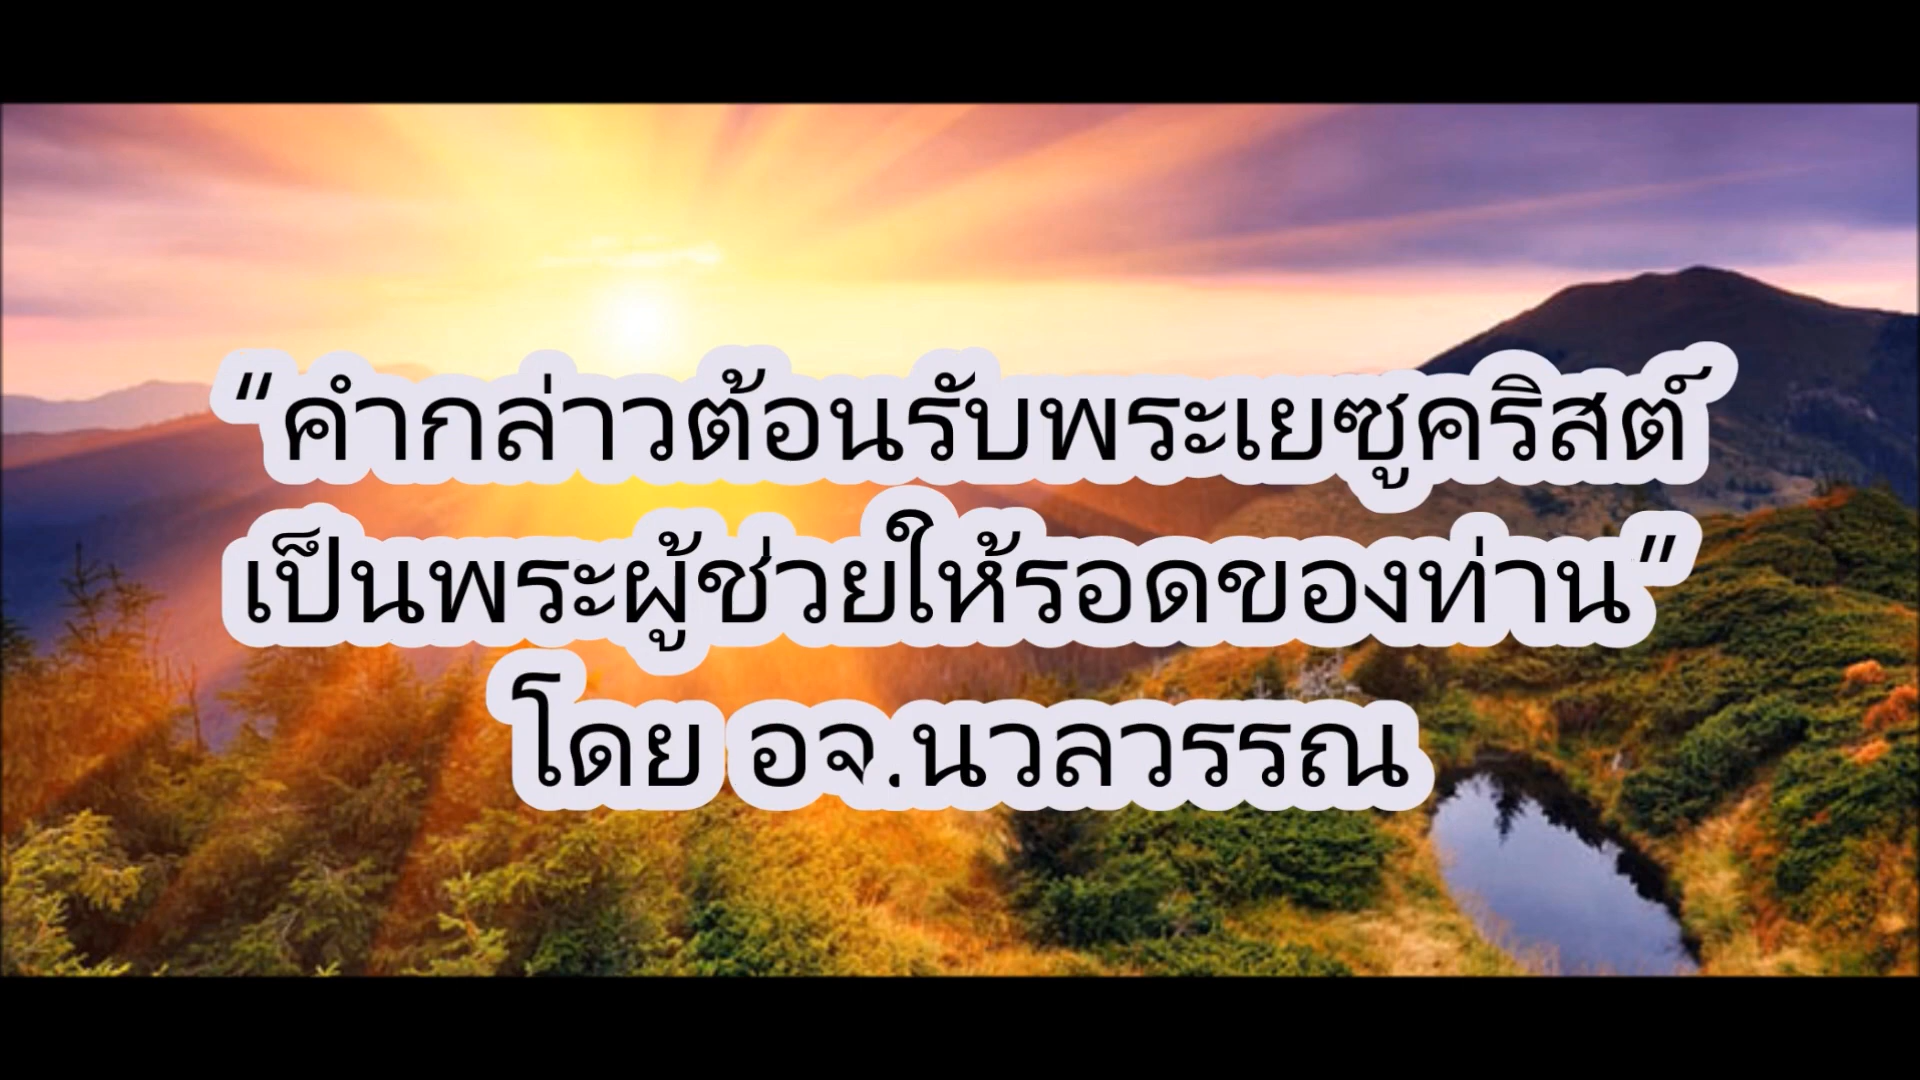 “คำกล่าวต้อนรับพระเยซูคริสต์
เป็นพระผู้ช่วยให้รอดของท่าน”
โดย อจ.นวลวรรณ